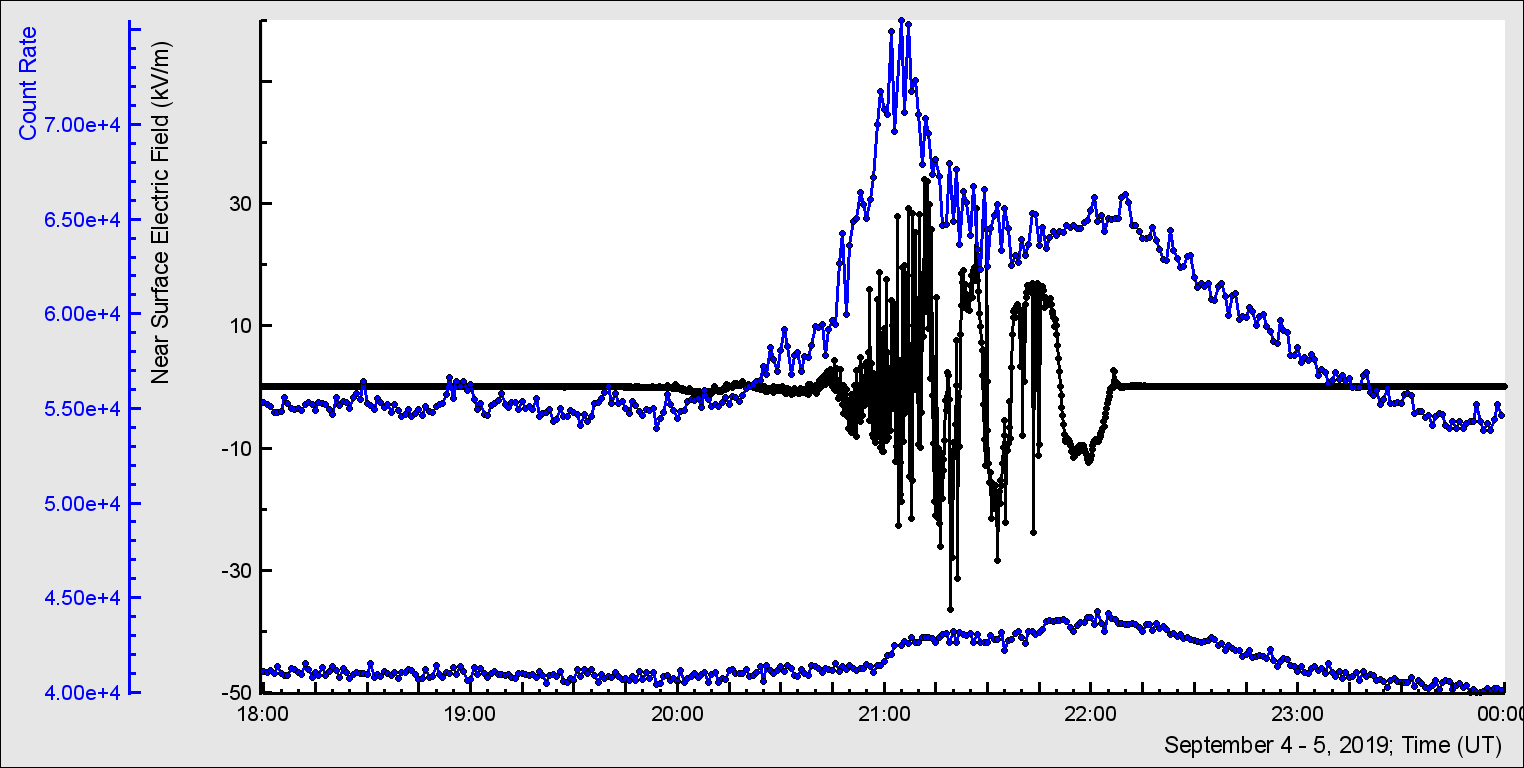 Count Rate
7.00e+4
6.50e+4
6.00e+4
5.50e+4
5.00e+4
4.50e+4
4.00e+4
Near Surface Electric Field (kV/m)
30
10
-10
-30
-50
18:00 19:00 20:00 21:00 22:00 23:00 00:00
September 4 - 5, 2019; Time (UT)